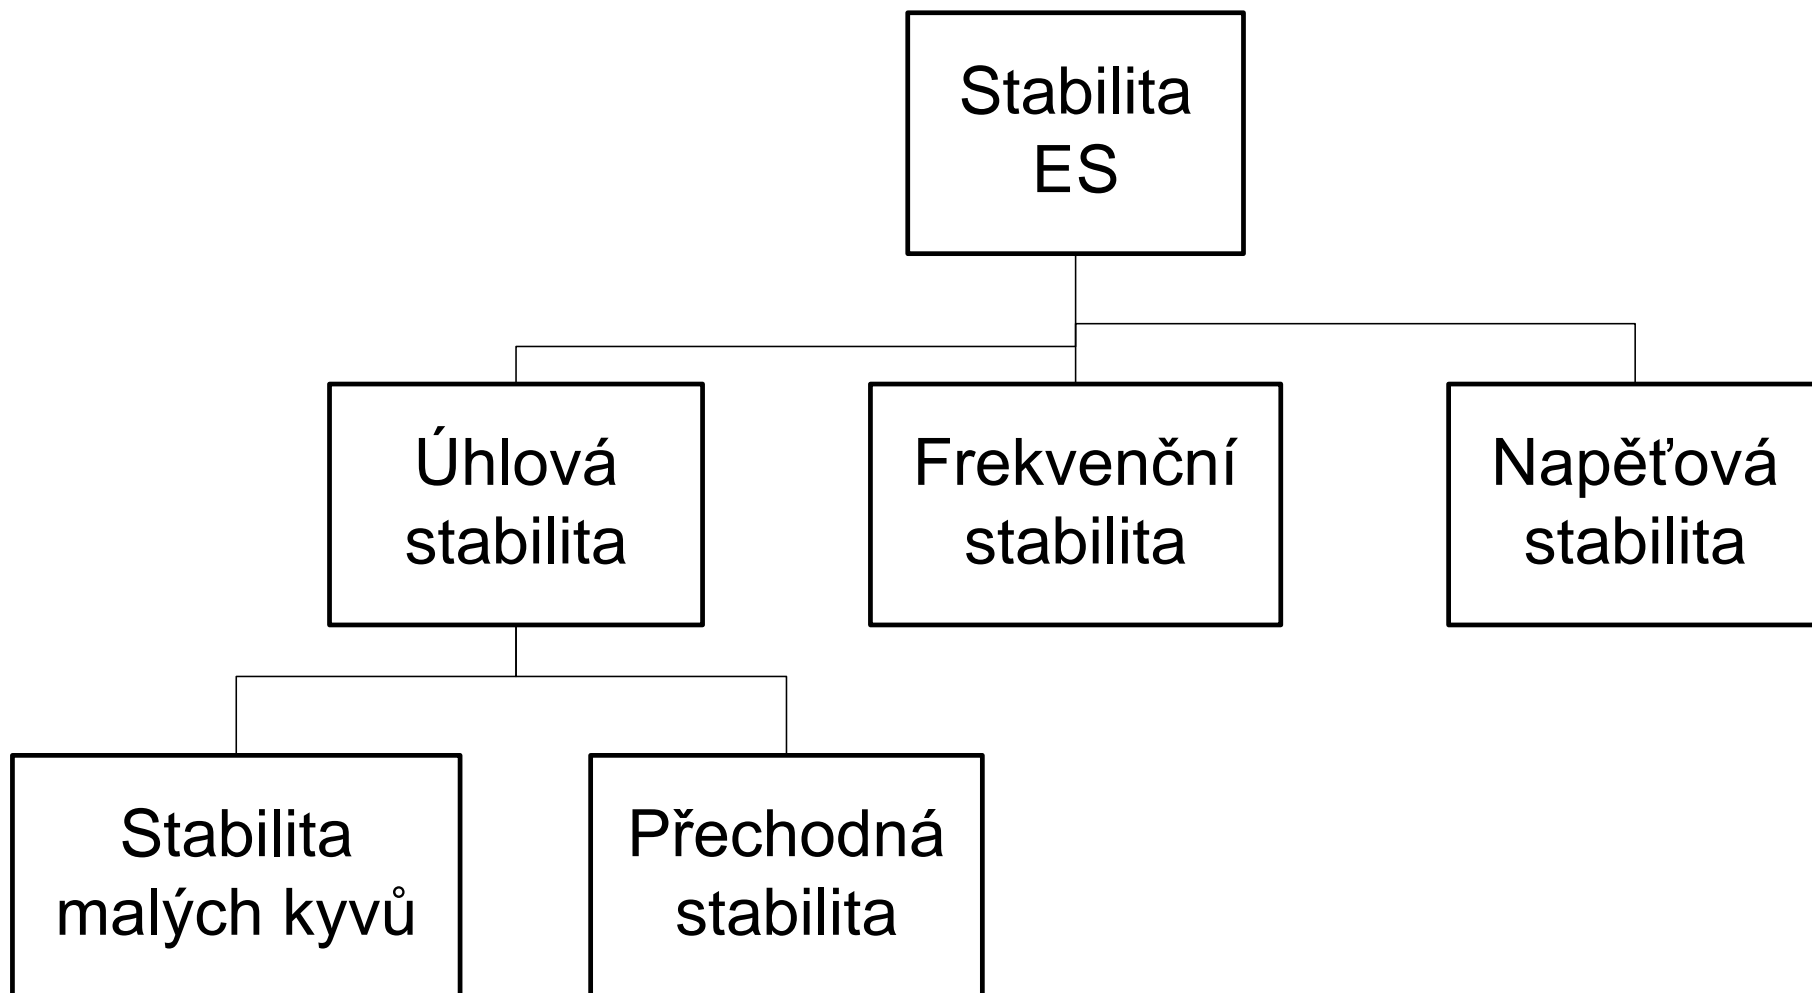 Stabilita
ES
Úhlová
stabilita
Frekvenční
stabilita
Napěťová
stabilita
Stabilita
malých kyvů
Přechodná
stabilita